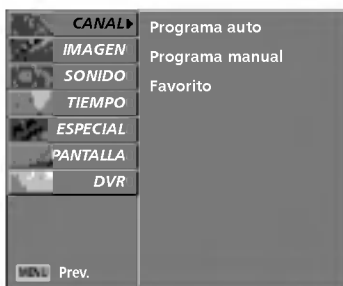 CANAL
IMAGEN
SONIDO
TIEMPO
ESPECIAL
PANTALLA
DVR
Programa auto
Programa manual
Favorito
MENU Prev.